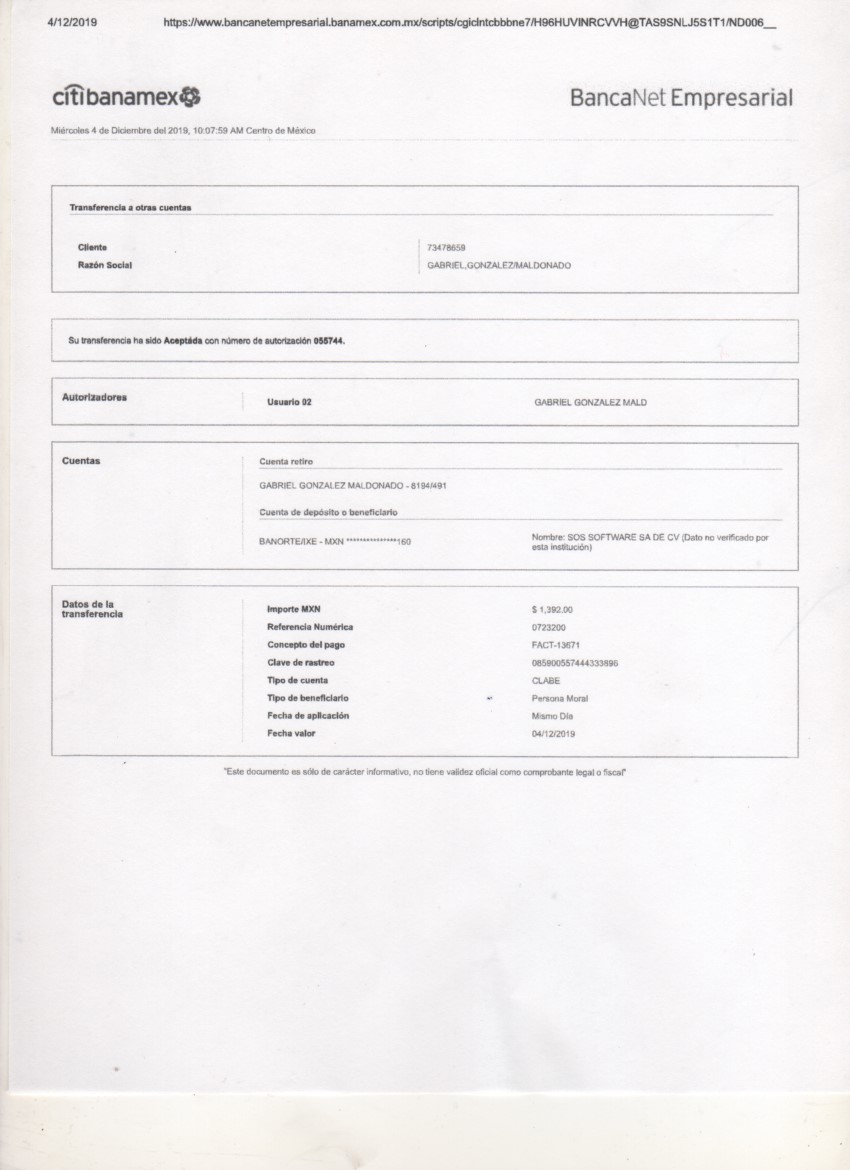 4/12/2019 https://www.bancanetempresarial.banamex.com.mx/scripts/cgiclntcbbbne7/H96HUVINRCVVH@TAS9SNLJ5S1T1/ND006__
citibanamex BancaNet Empresarial
Miércoles 4 de Diciembre del 2019, 10:07:59 AM Centro de México
Transferencia a otras cuentas
Cliente 73478659
Razón Social GABRIEL,GONZALEZ/MALDONADO
Su transferencia ha sido Aceptada con número de autorización 055744.
Autorizadores Usuario 02 GABRIEL GONZALEZ MALD
Cuentas Cuenta retiro
GABRIEL GONZALEZ MALDONADO - 8194/491
Cuenta de depósito o beneficiario
BANORTE/IXE - MXN ***************160 Nombre: SOS SOFTWARE SA DE CV (Dato no verificado por
esta institución)
Datos de la
transferencia
Importe MXN $ 1,392.00
Referencia Numérica 0723200
Concepto del pago FACT-13671
Clave de rastreo 085900557444333896
Tipo de cuenta CLABE
Tipo de beneficiario Persona Moral
Fecha de aplicación Mismo Día
Fecha valor 04/12/2019
"Este documento es sólo de carácter informativo, no tiene validez oficial como comprobante legal o fiscal"